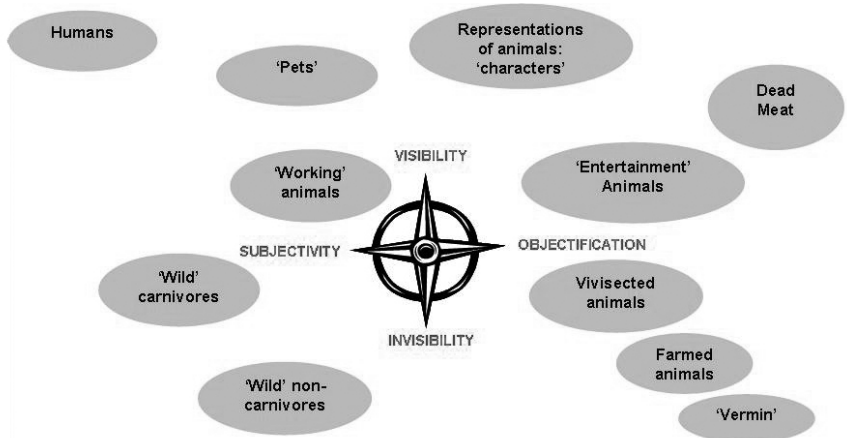 Humans
'Pets'
Representations
of animals:
'characters'
Dead
Meat
VISIBILITY
'Working'
animals
'Entertainment'
Animals
SUBJECTIVITY
OBJECTIFICATION
'Wild'
carnivores
Vivisected
animals
INVISIBILITY
Farmed
animals
'Wild' non-
carnivores
'Vermin'